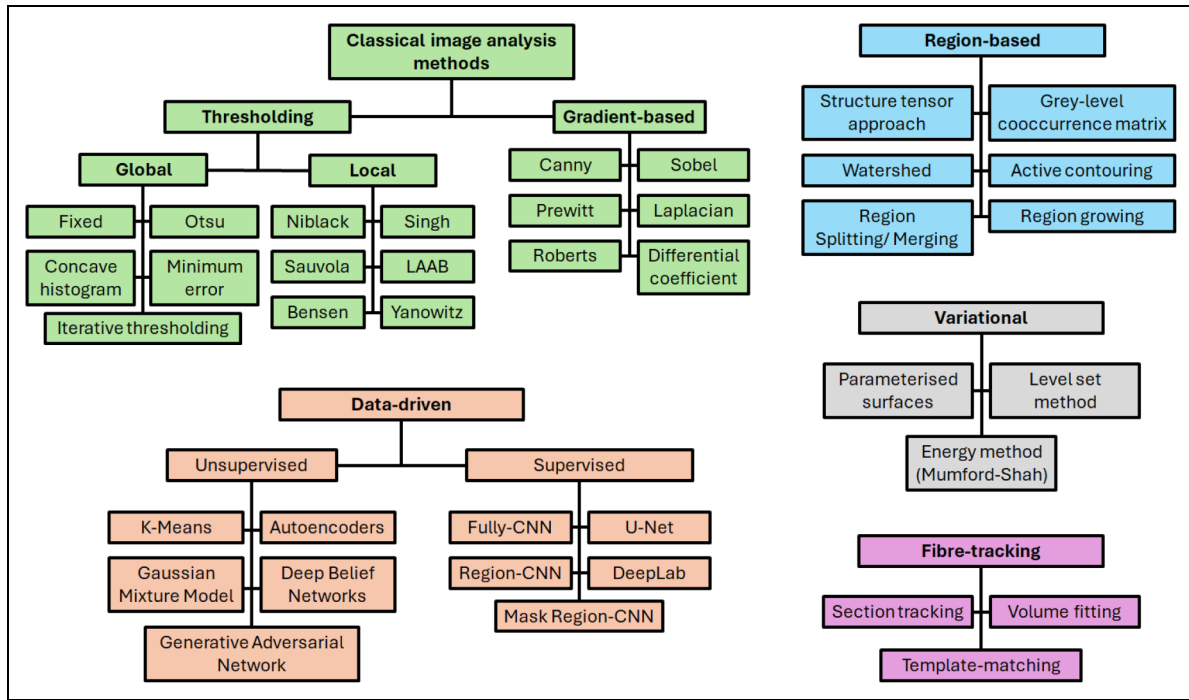 Classical image analysis
methods
Thresholding
Gradient-based
Global
Local
Fixed
Otsu
Concave
histogram
Minimum
error
Iterative thresholding
Niblack
Singh
Sauvola
LAAB
Bensen
Yanowitz
Canny
Sobel
Prewitt
Laplacian
Roberts
Differential
coefficient
Region-based
Structure tensor
approach
Grey-level
cooccurrence matrix
Watershed
Active contouring
Region
Splitting/ Merging
Region growing
Variational
Parameterised
surfaces
Level set
method
Energy method
(Mumford-Shah)
Data-driven
Unsupervised
Supervised
K-Means
Autoencoders
Gaussian
Mixture Model
Deep Belief
Networks
Generative Adversarial
Network
Fully-CNN
U-Net
Region-CNN
DeepLab
Mask Region-CNN
Fibre-tracking
Section tracking
Volume fitting
Template-matching